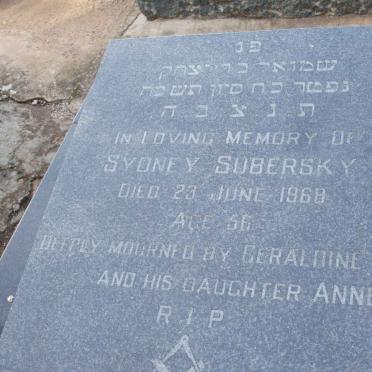 פ נ
שמואל בר יצחק
נפטר כח סיון תשכח
ת נ צ ב ה
IN LOVING MEMORY OF
SYDNEY SUBERSKY
DIED 23 JUNE 1968
AGE 56
DEEPLY MOURNED BY GERALDINE
AND HIS DAUGHTER ANNE
R I P